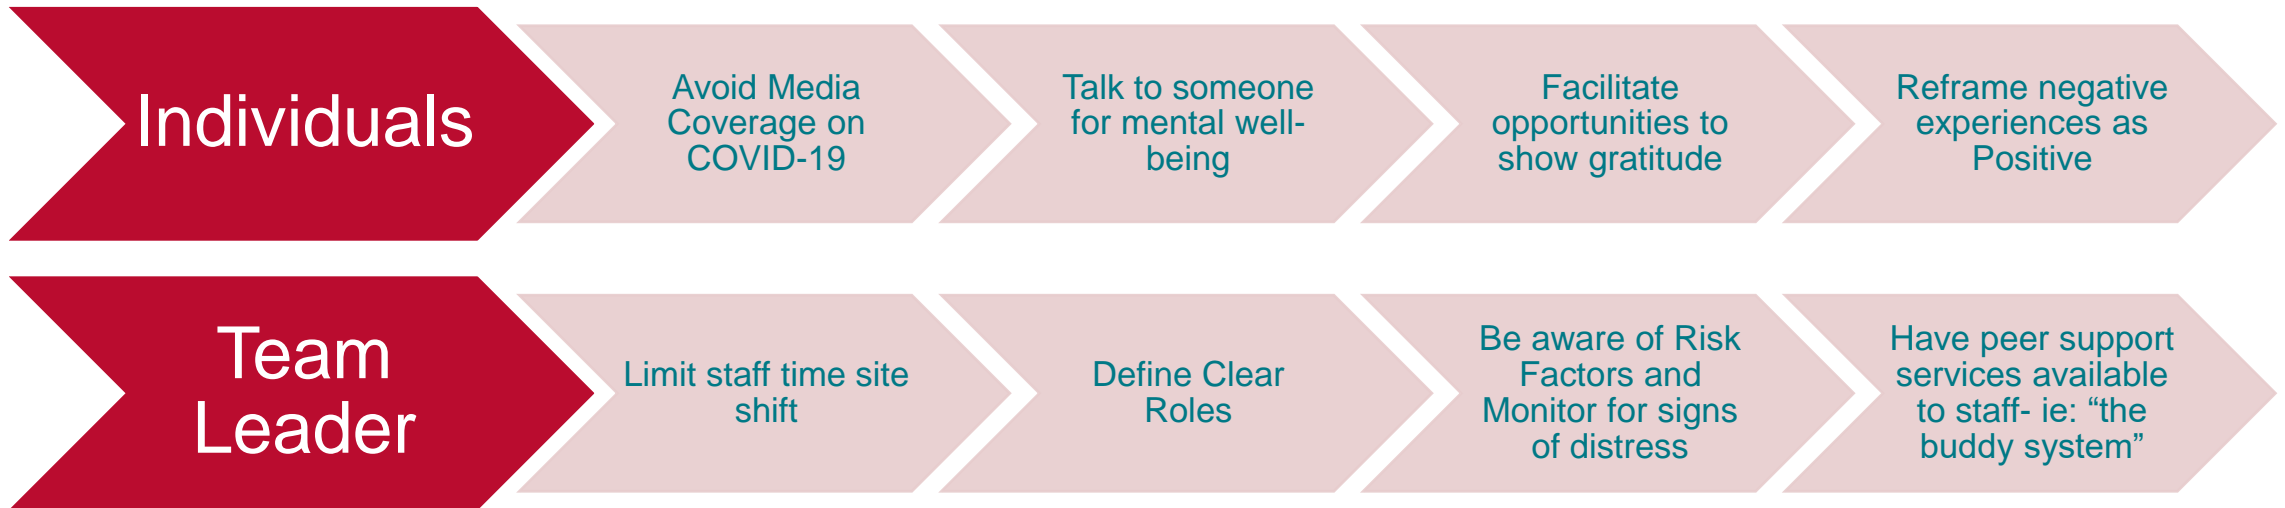 Individuals
Avoid Media
Coverage on
COVID-19
Talk to someone
for mental well-
being
Facilitate
opportunities to
show gratitude
Reframe negative
experiences as
Positive
Team
Leader
Limit staff time site
shift
Define Clear
Roles
Be aware of Risk
Factors and
Monitor for signs
of distress
Have peer support
services available
to staff- ie: “the
buddy system”